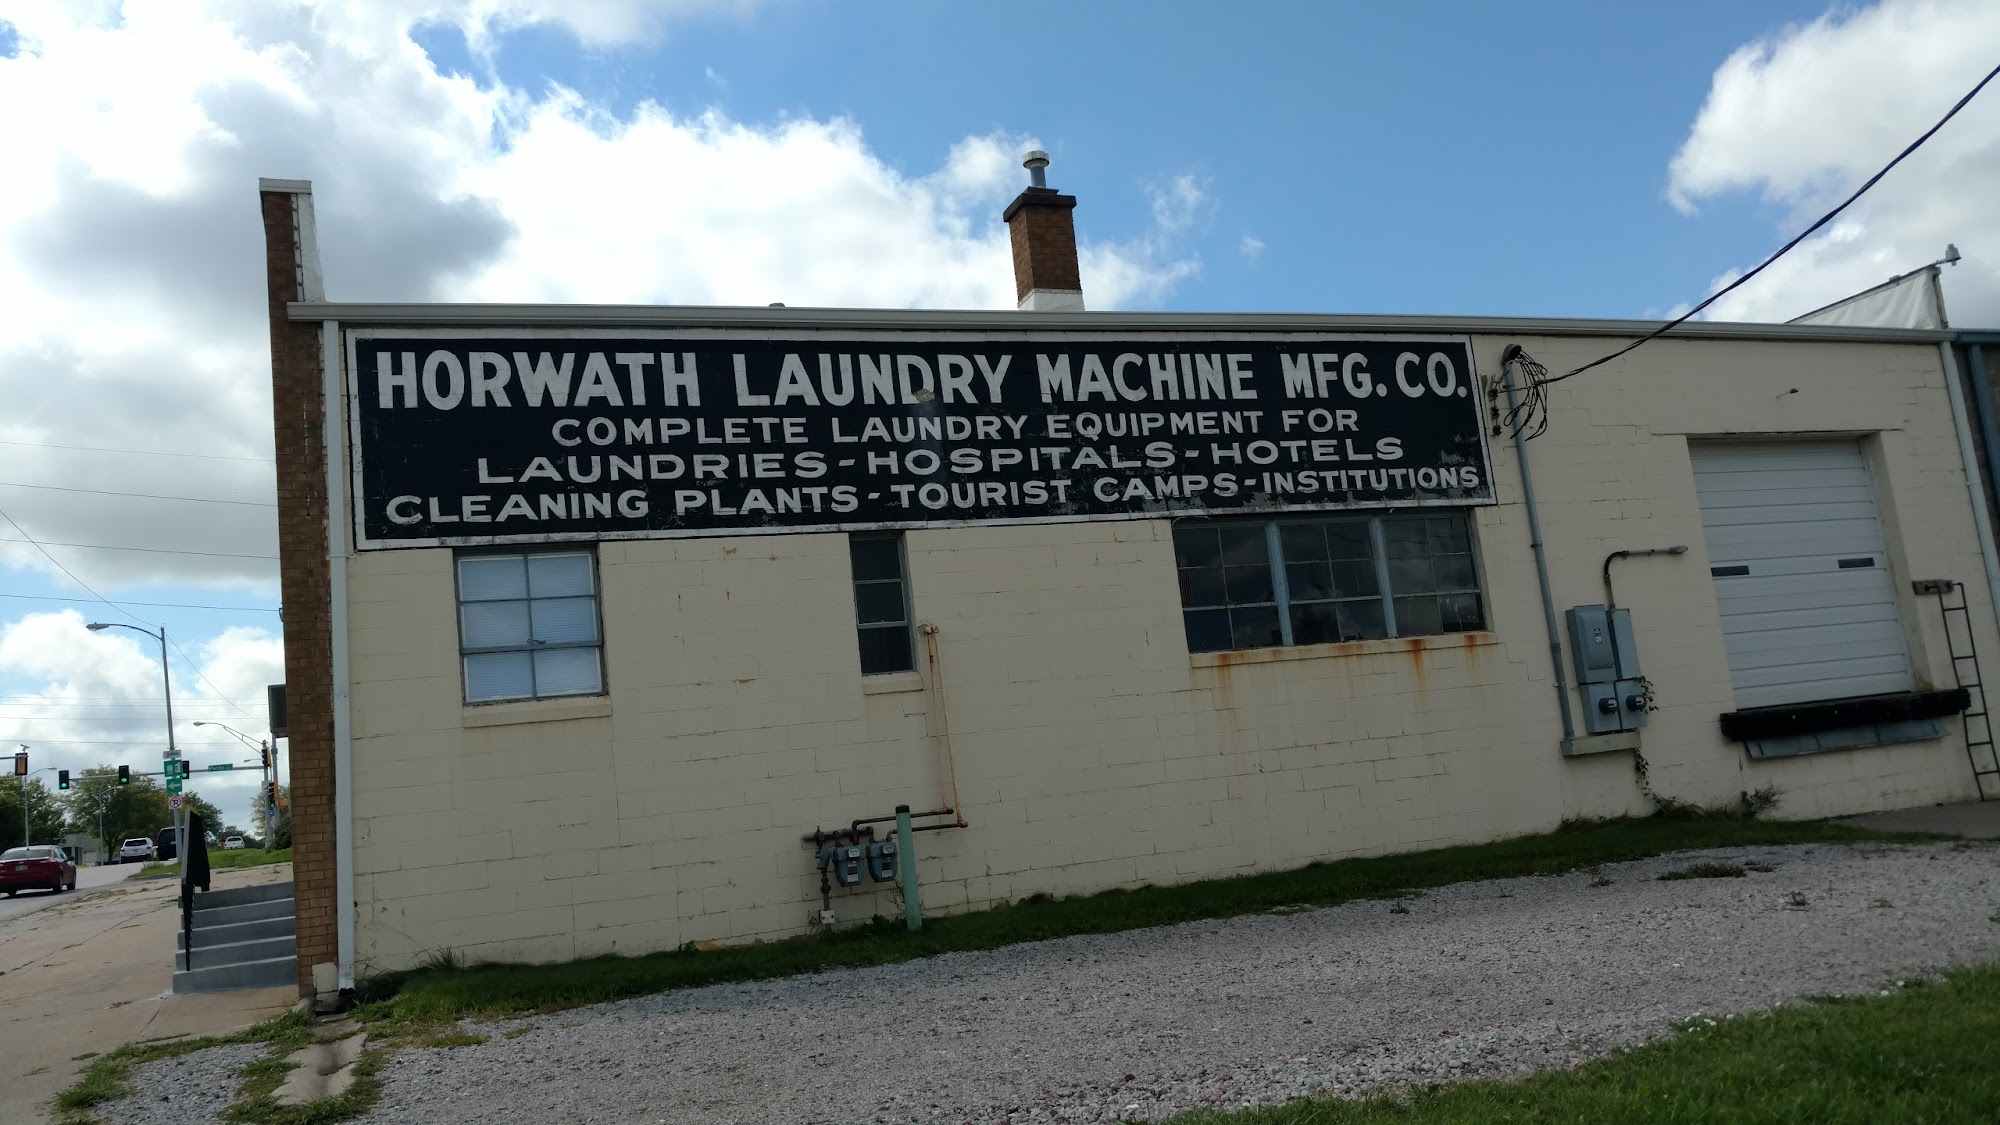 HORWATH LAUNDRY MACHINE MFG. CO.
COMPLETE LAUNDRY EQUIPMENT FOR
LAUNDRIES - HOSPITALS - HOTELS
CLEANING PLANTS - TOURIST CAMPS - INSTITUTIONS